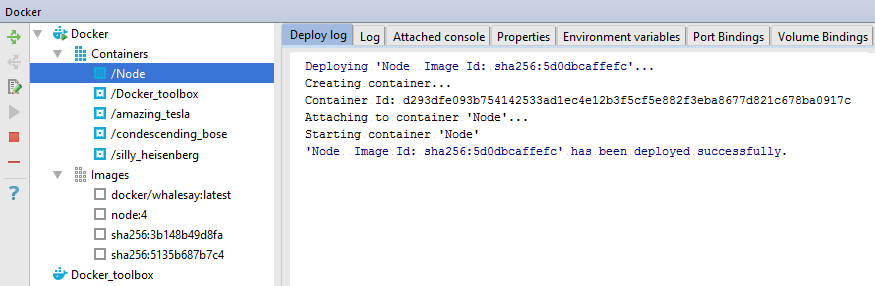 Docker
Docker
Containers
/Node
/Docker_toolbox
/amazing_tesla
/condescending_bose
/silly_heisenberg
Images
docker/whalesay:latest
node:4
sha256:3b148b49d8fa
sha256:5135b687b7c4
Docker_toolbox
?
Deploy log Log Attached console Properties Environment variables Port Bindings Volume Bindings
Deploying 'Node Image Id: sha256:5d0dbcaffefc'...
Creating container...
Container Id: d293dfe093b754142533ad1ec4e12b3f5cf5e882f3eba8677d821c678ba0917c
Attaching to container 'Node'...
Starting container 'Node'
'Node Image Id: sha256:5d0dbcaffefc' has been deployed successfully.